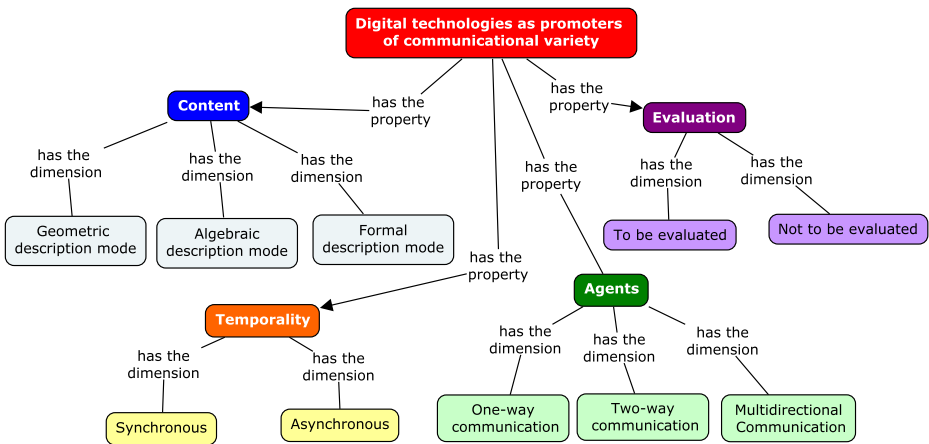 Digital technologies as promoters
of communicational variety
has the
property
Content
has the
property
Evaluation
has the
dimension
has the
dimension
has the
dimension
has the
property
has the
dimension
has the
dimension
Geometric
description mode
Algebraic
description mode
Formal
description mode
To be evaluated
Not to be evaluated
has the
property
Agents
Temporality
has the
dimension
has the
dimension
has the
dimension
has the
dimension
has the
dimension
Synchronous
Asynchronous
One-way
communication
Two-way
communication
Multidirectional
Communication